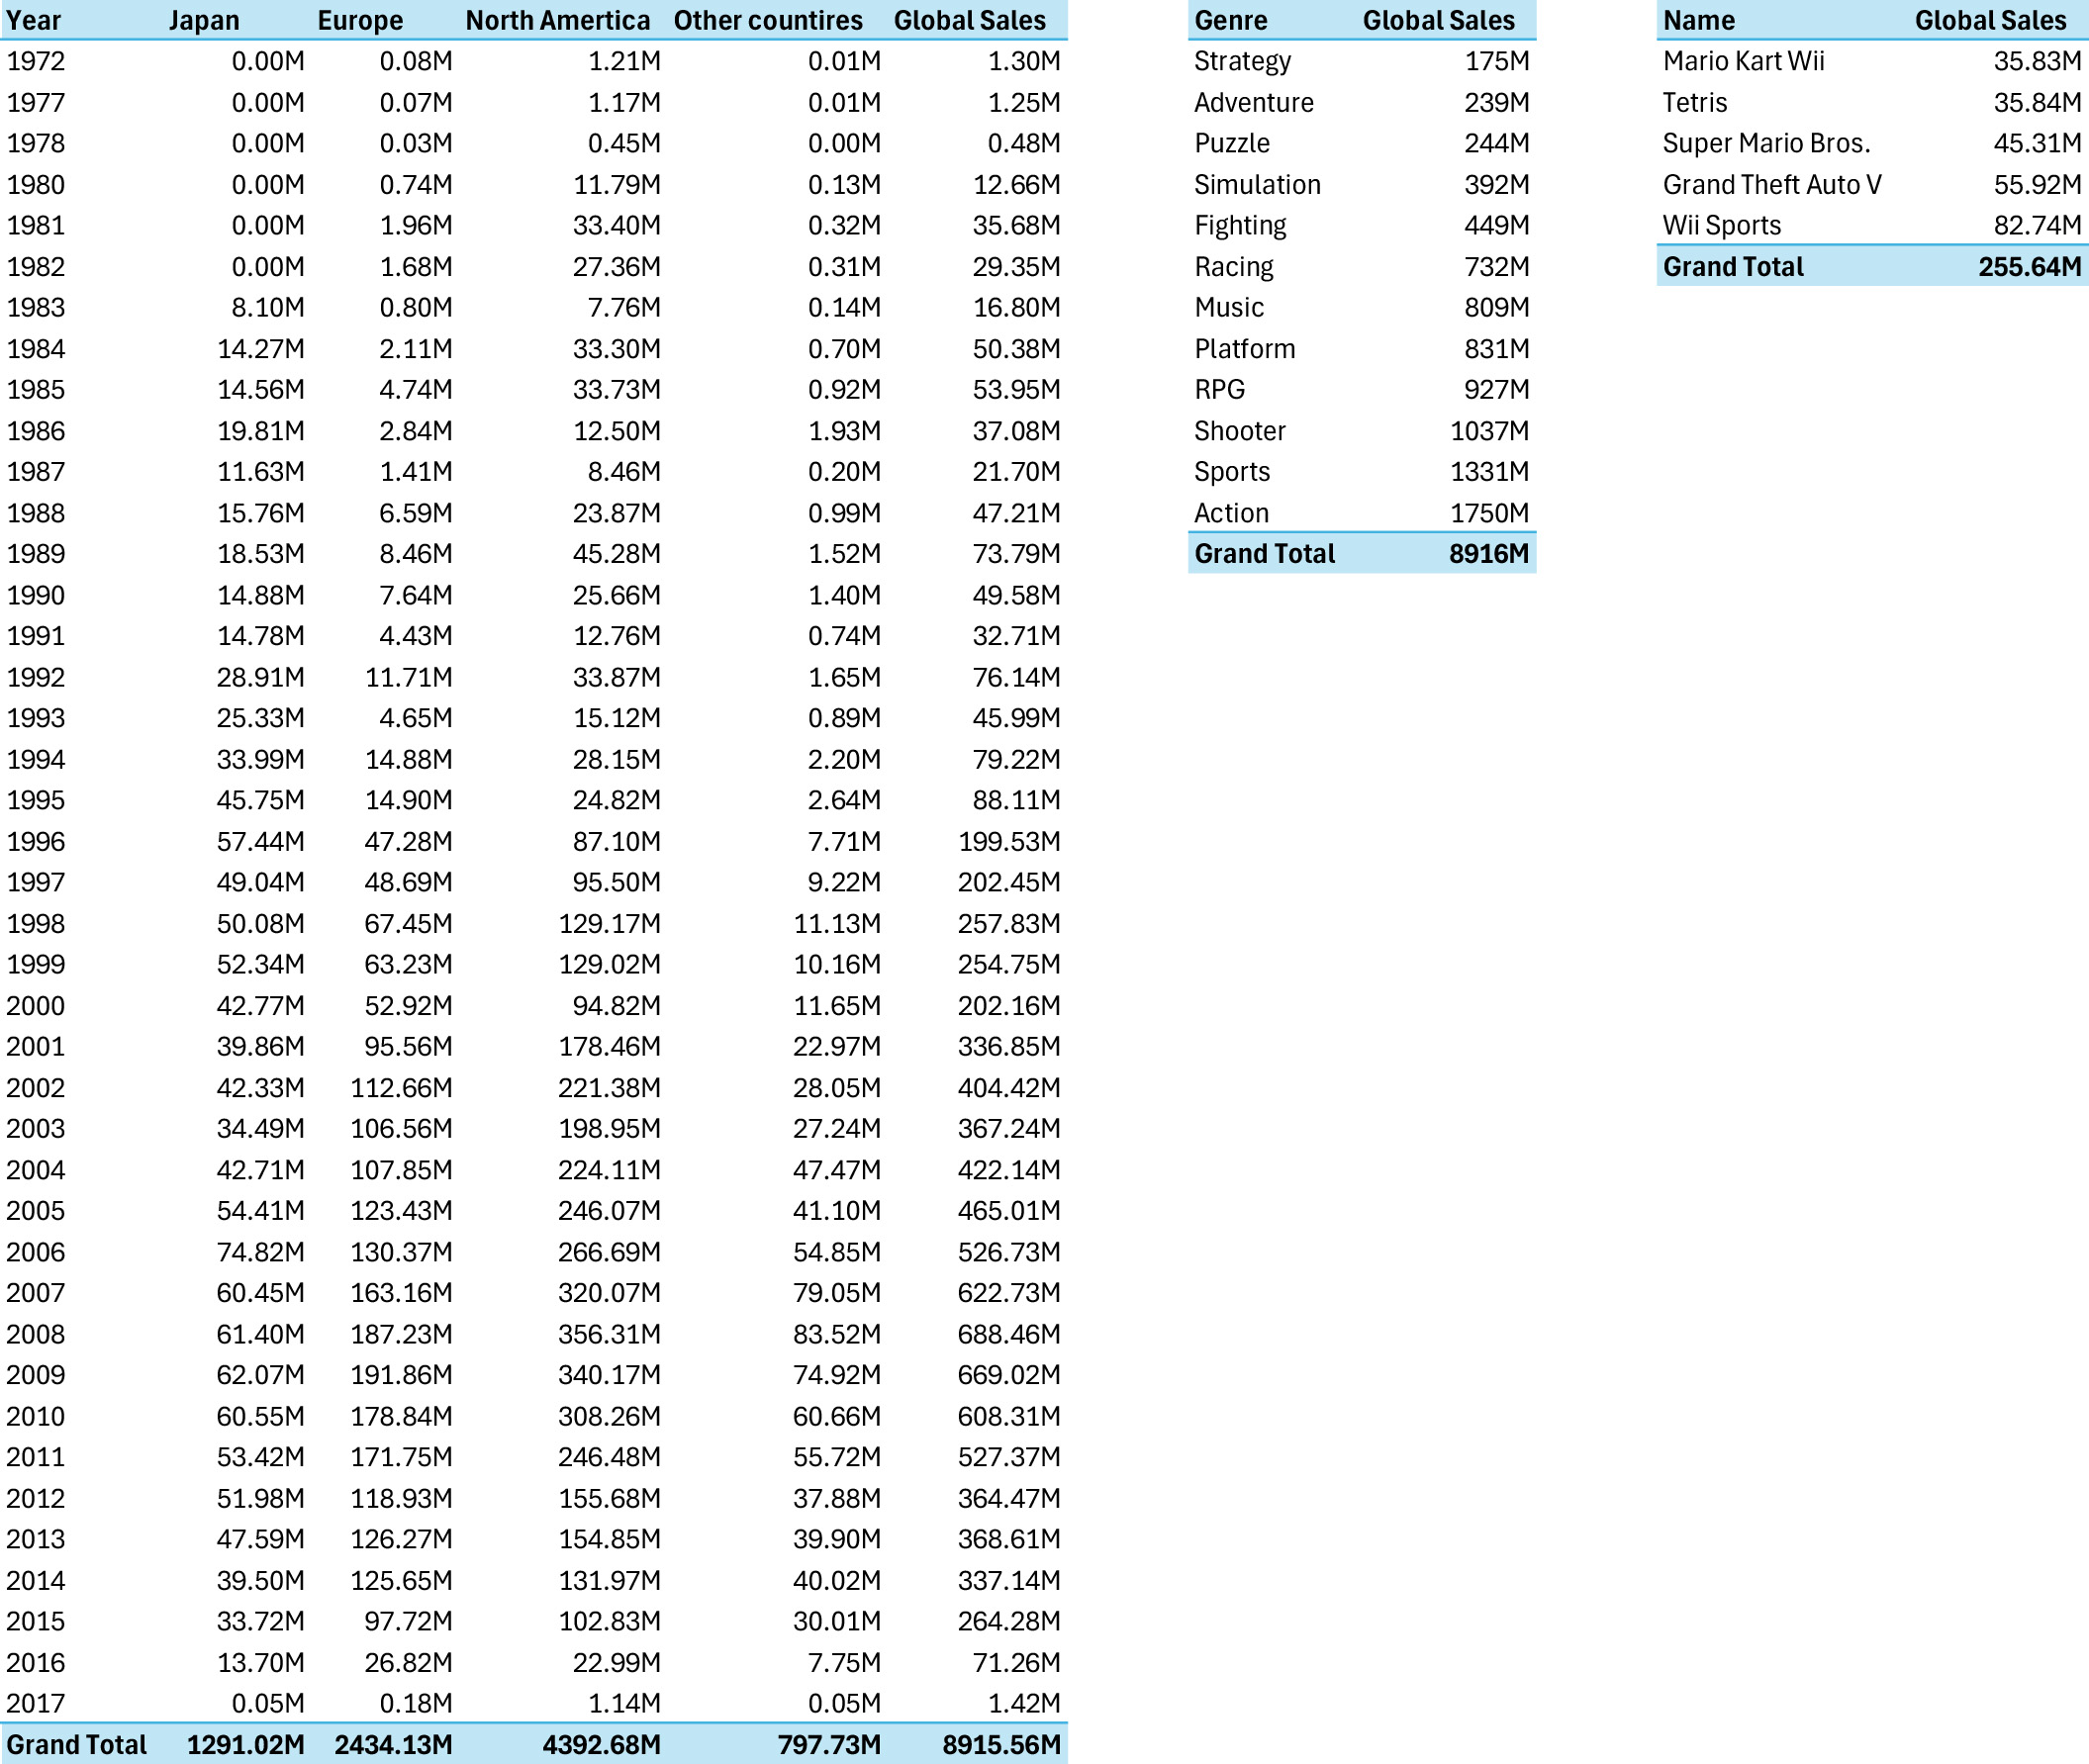 Year Japan Europe North Amertica Other countires Global Sales
1972 0.00M 0.08M 1.21M 0.01M 1.30M
1977 0.00M 0.07M 1.17M 0.01M 1.25M
1978 0.00M 0.03M 0.45M 0.00M 0.48M
1980 0.00M 0.74M 11.79M 0.13M 12.66M
1981 0.00M 1.96M 33.40M 0.32M 35.68M
1982 0.00M 1.68M 27.36M 0.31M 29.35M
1983 8.10M 0.80M 7.76M 0.14M 16.80M
1984 14.27M 2.11M 33.30M 0.70M 50.38M
1985 14.56M 4.74M 33.73M 0.92M 53.95M
1986 19.81M 2.84M 12.50M 1.93M 37.08M
1987 11.63M 1.41M 8.46M 0.20M 21.70M
1988 15.76M 6.59M 23.87M 0.99M 47.21M
1989 18.53M 8.46M 45.28M 1.52M 73.79M
1990 14.88M 7.64M 25.66M 1.40M 49.58M
1991 14.78M 4.43M 12.76M 0.74M 32.71M
1992 28.91M 11.71M 33.87M 1.65M 76.14M
1993 25.33M 4.65M 15.12M 0.89M 45.99M
1994 33.99M 14.88M 28.15M 2.20M 79.22M
1995 45.75M 14.90M 24.82M 2.64M 88.11M
1996 57.44M 47.28M 87.10M 7.71M 199.53M
1997 49.04M 48.69M 95.50M 9.22M 202.45M
1998 50.08M 67.45M 129.17M 11.13M 257.83M
1999 52.34M 63.23M 129.02M 10.16M 254.75M
2000 42.77M 52.92M 94.82M 11.65M 202.16M
2001 39.86M 95.56M 178.46M 22.97M 336.85M
2002 42.33M 112.66M 221.38M 28.05M 404.42M
2003 34.49M 106.56M 198.95M 27.24M 367.24M
2004 42.71M 107.85M 224.11M 47.47M 422.14M
2005 54.41M 123.43M 246.07M 41.10M 465.01M
2006 74.82M 130.37M 266.69M 54.85M 526.73M
2007 60.45M 163.16M 320.07M 79.05M 622.73M
2008 61.40M 187.23M 356.31M 83.52M 688.46M
2009 62.07M 191.86M 340.17M 74.92M 669.02M
2010 60.55M 178.84M 308.26M 60.66M 608.31M
2011 53.42M 171.75M 246.48M 55.72M 527.37M
2012 51.98M 118.93M 155.68M 37.88M 364.47M
2013 47.59M 126.27M 154.85M 39.90M 368.61M
2014 39.50M 125.65M 131.97M 40.02M 337.14M
2015 33.72M 97.72M 102.83M 30.01M 264.28M
2016 13.70M 26.82M 22.99M 7.75M 71.26M
2017 0.05M 0.18M 1.14M 0.05M 1.42M
Grand Total 1291.02M 2434.13M 4392.68M 797.73M 8915.56M
Genre Global Sales
Strategy 175M
Adventure 239M
Puzzle 244M
Simulation 392M
Fighting 449M
Racing 732M
Music 809M
Platform 831M
RPG 927M
Shooter 1037M
Sports 1331M
Action 1750M
Grand Total 8916M
Name Global Sales
Mario Kart Wii 35.83M
Tetris 35.84M
Super Mario Bros. 45.31M
Grand Theft Auto V 55.92M
Wii Sports 82.74M
Grand Total 255.64M